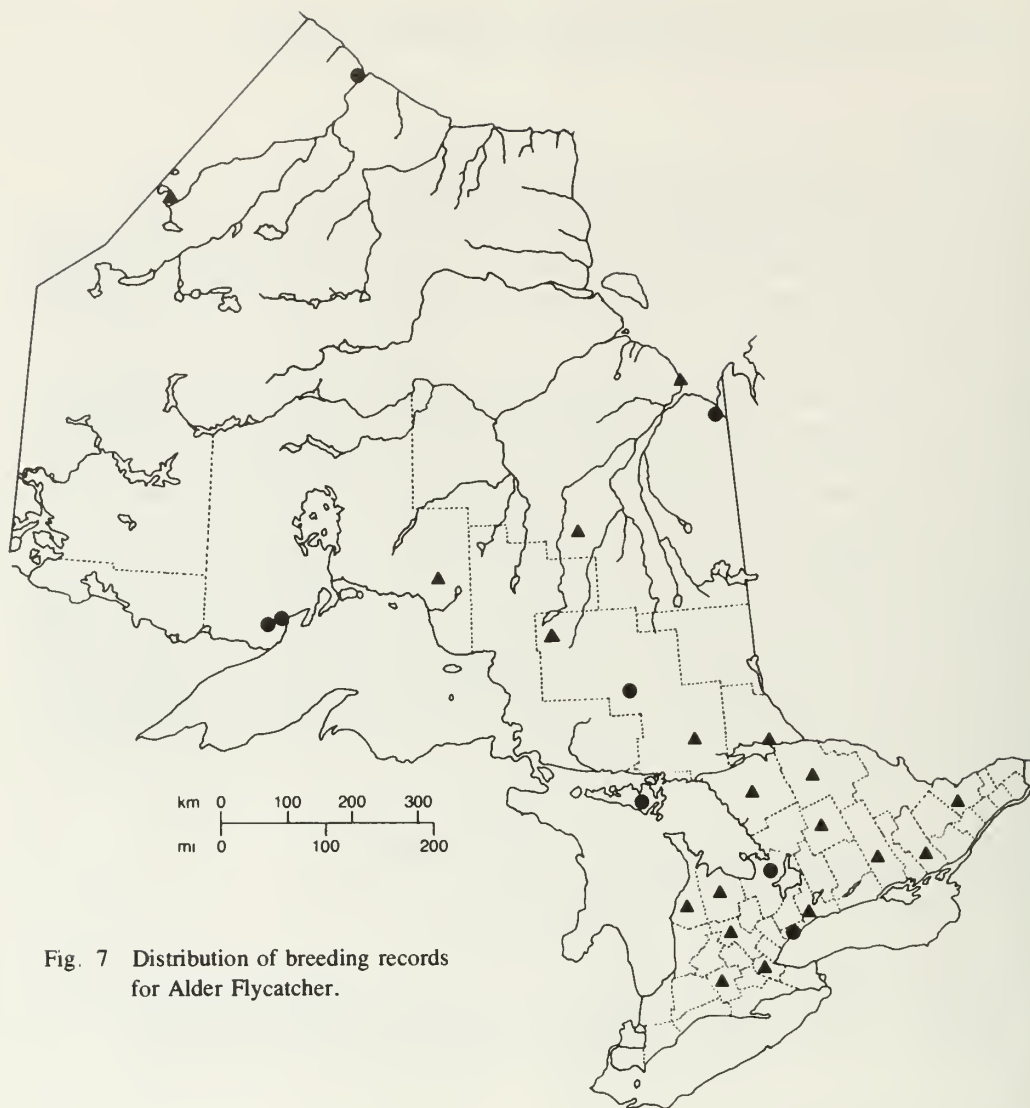 km 0 100 200 300
mi 0 100 200
Fig. 7 Distribution of breeding records
for Alder Flycatcher.